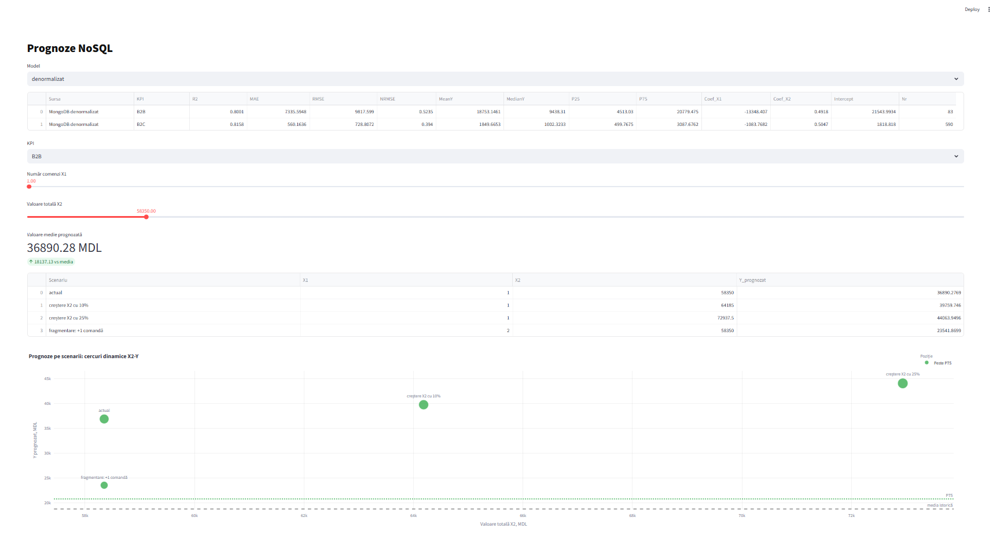 Deploy
Prognoze NoSQL
Model
denormalizat
Sursa KPI R2 MAE RMSE NRMSE MeanY MedianY P25 P75 Coef_X1 Coef_X2 Intercept Nr
0 MongoDB denormalizat B2B 0.8001 7335.5948 9817.599 0.5235 18753.1461 9438.31 4513.03 20779.475 -13348.407 0.4918 21543.9934 83
1 MongoDB denormalizat B2C 0.8158 560.1636 728.8072 0.394 1849.6653 1002.3233 499.7675 3087.6762 -1083.7682 0.5047 1818.818 590
KPI
B2B
Număr comenzi X1
1.00
Valoare totală X2
58350.00
Valoare medie prognozată
36890.28 MDL
↑ 18137.13 vs media
Scenariu X1 X2 Y_prognozat
0 actual 1 58350 36890.2769
1 creștere X2 cu 10% 1 64185 39759.746
2 creștere X2 cu 25% 1 72937.5 44063.9496
3 fragmentare: +1 comandă 2 58350 23541.8699
Prognoze pe scenarii: cercuri dinamice X2-Y
Poziție
Peste P75
creștere X2 cu 25%
45k
creștere X2 cu 10%
40k
actual
35k
Y prognozat, MDL
30k
fragmentare: +1 comandă
25k
P75
20k
media istorică
58k 60k 62k 64k 66k 68k 70k 72k
Valoare totală X2, MDL